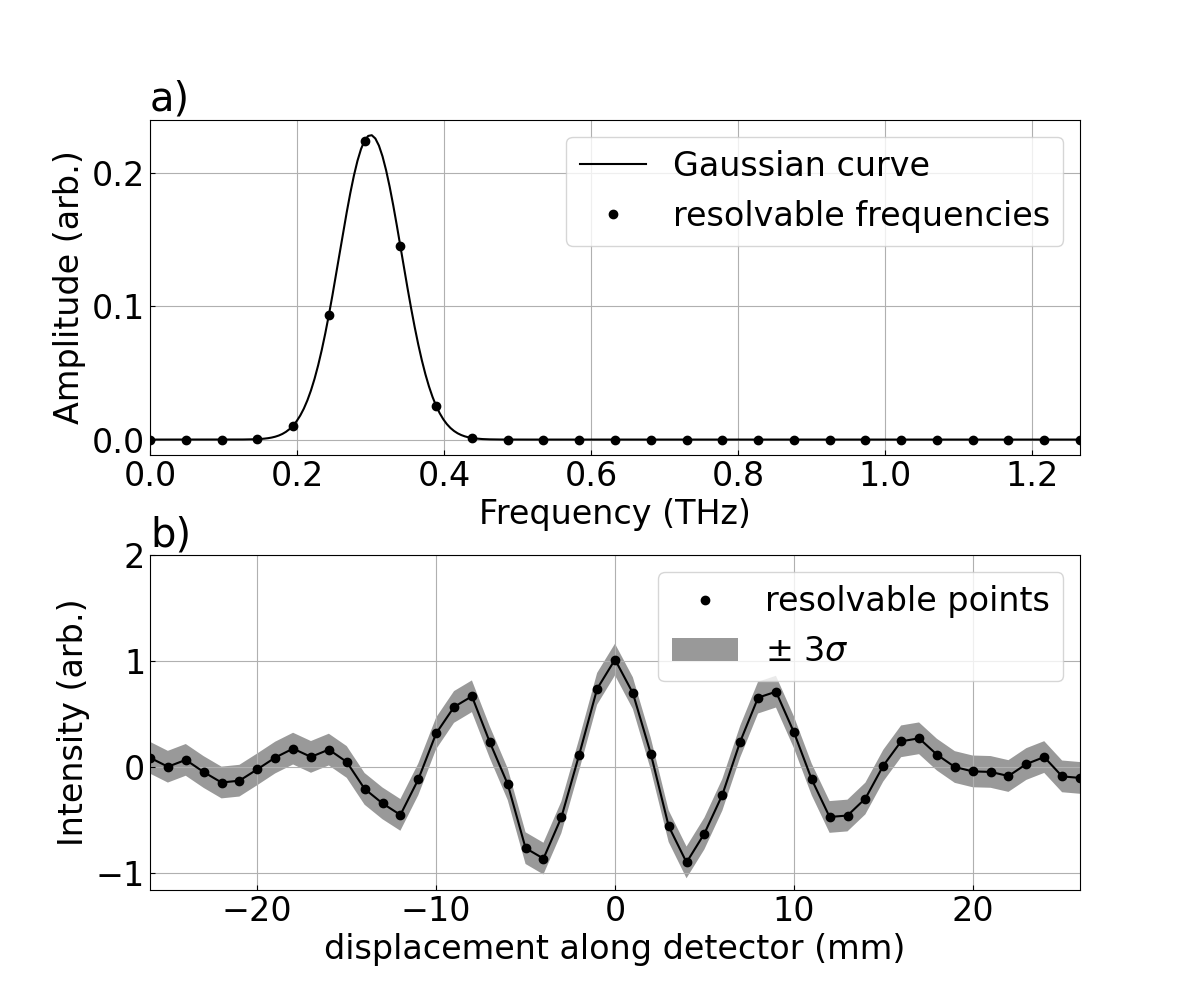 a)
Amplitude (arb.)
0.2
0.1
0.0
Gaussian curve
resolvable frequencies
0.0 0.2 0.4 0.6 0.8 1.0 1.2
Frequency (THz)
b)
Intensity (arb.)
2
1
0
−1
resolvable points
± 3σ
−20 −10 0 10 20
displacement along detector (mm)